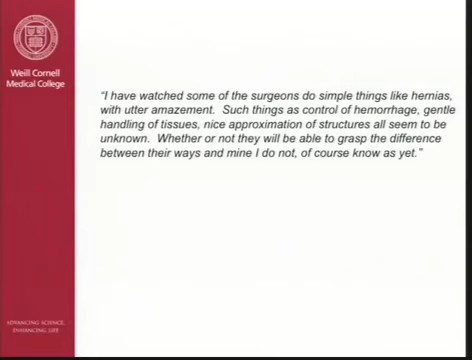 Weill Cornell
Medical College
“I have watched some of the surgeons do simple things like hernias,
with utter amazement. Such things as control of hemorrhage, gentle
handling of tissues, nice approximation of structures all seem to be
unknown. Whether or not they will be able to grasp the difference
between their ways and mine I do not, of course know as yet.”
ADVANCING SCIENCE,
ENHANCING LIFE